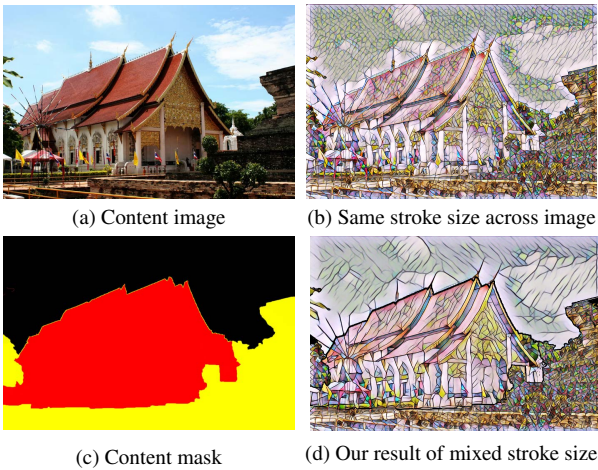 (a) Content image
(b) Same stroke size across image
(c) Content mask
(d) Our result of mixed stroke size